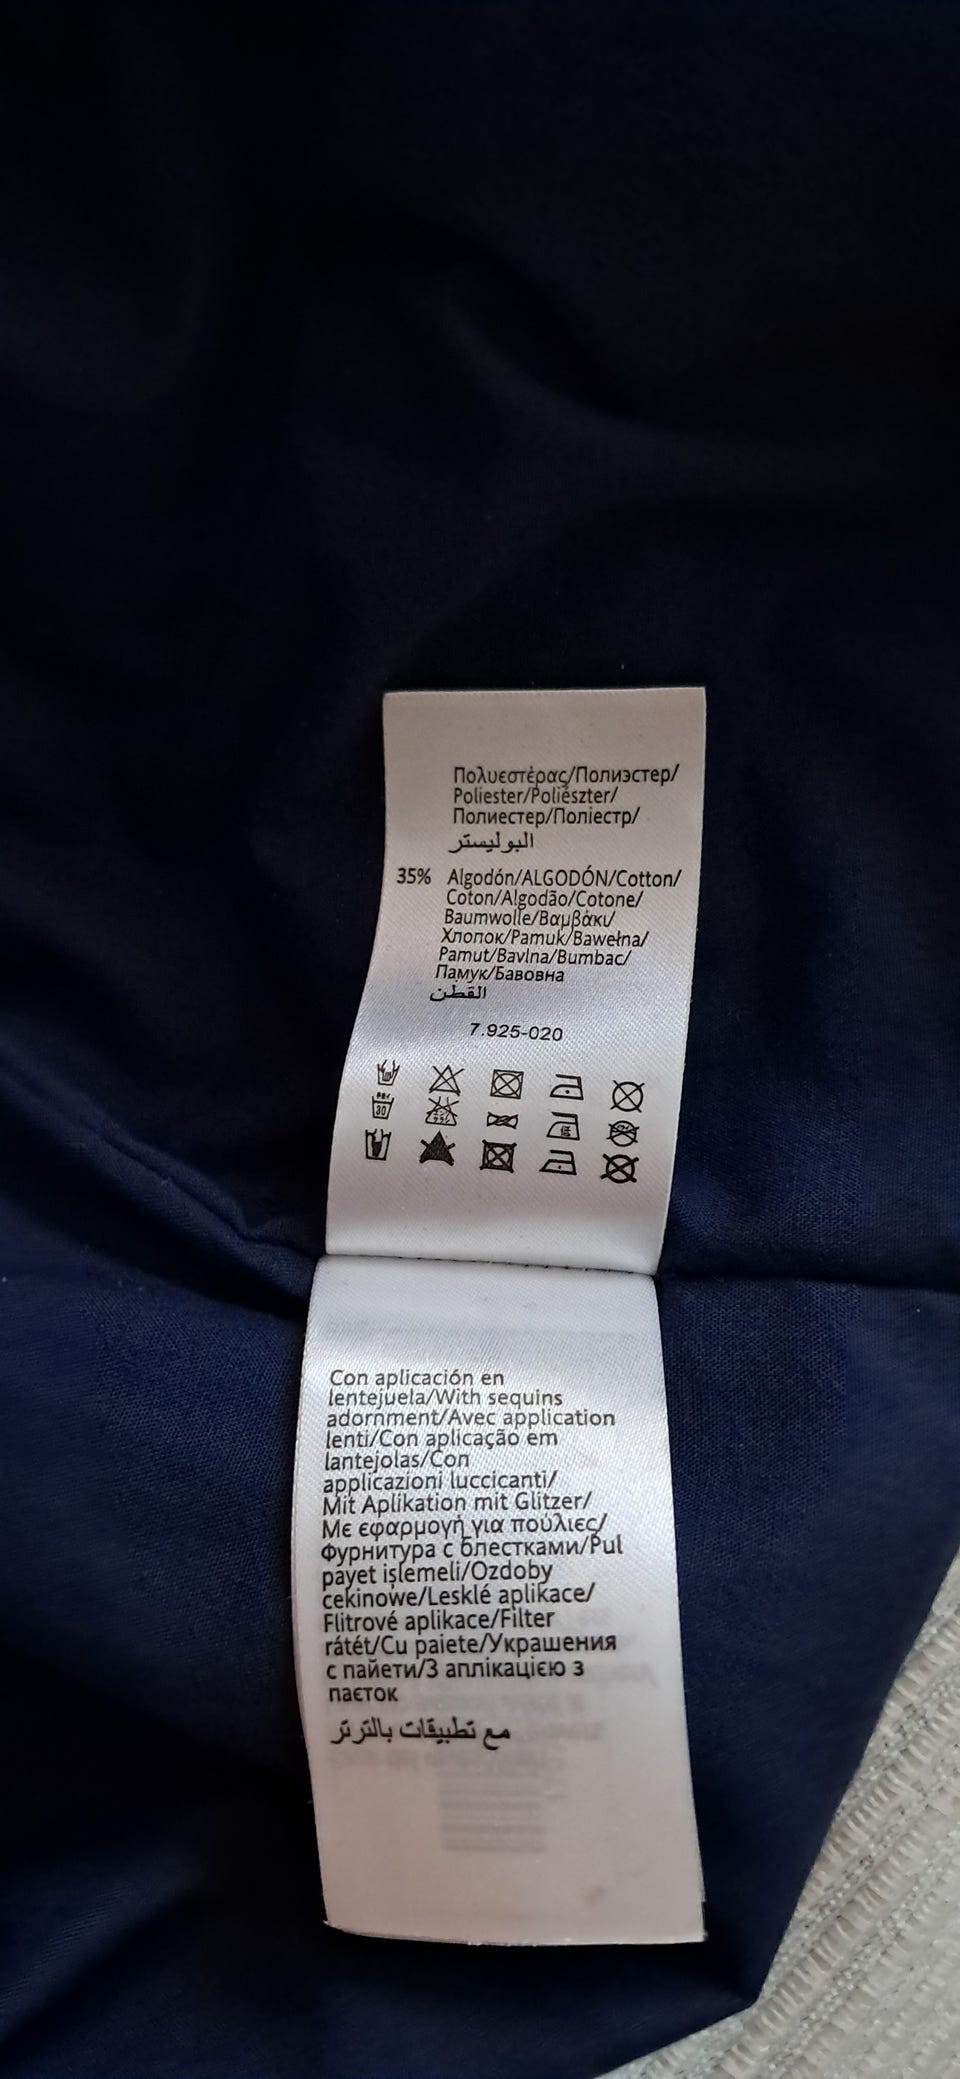 Πολυεστέρας/Полиэстер/
Poliester/Poliészter/
Полиестер/Поліестр/
البوليستر
35% Algodón/ALGODÓN/Cotton/
Coton/Algodão/Cotone/
Baumwolle/Βαμβάκι/
Хлопок/Pamuk/Bawełna/
Pamut/Bavlna/Bumbac/
Памук/Бавовна
القطن
7.925-020
30
Con aplicación en
lentejuela/With sequins
adornment/Avec application
lenti/Con aplicação em
lantejolas/Con
applicazioni luccicanti/
Mit Aplikation mit Glitzer/
Με εφαρμογή για πούλιες/
Фурнитура с блестками/Pul
payet işlemeli/Ozdoby
cekinowe/Lesklé aplikace/
Flitrové aplikace/Filter
rátét/Cu paiete/Украшения
с пайети/З аплікацією з
паєток
مع تطبيقات بالترتر